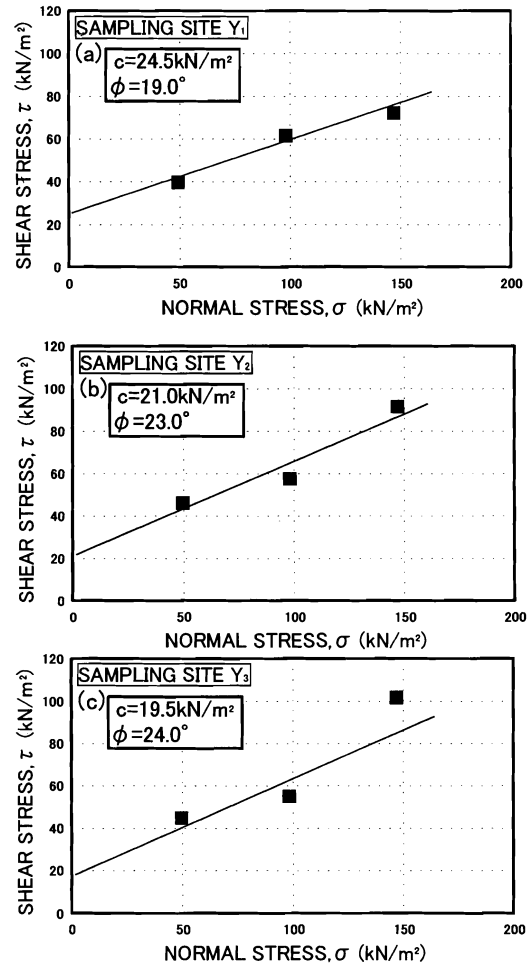 SAMPLING SITE Y₁
(a)
c=24.5kN/m²
ϕ=19.0°
SHEAR STRESS, τ (kN/m²)
120
100
80
60
40
20
0
0 50 100 150 200
NORMAL STRESS, σ (kN/m²)
SAMPLING SITE Y₂
(b)
c=21.0kN/m²
ϕ=23.0°
SHEAR STRESS, τ (kN/m²)
120
100
80
60
40
20
0
0 50 100 150 200
NORMAL STRESS, σ (kN/m²)
SAMPLING SITE Y₃
(c)
c=19.5kN/m²
ϕ=24.0°
SHEAR STRESS, τ (kN/m²)
120
100
80
60
40
20
0
0 50 100 150 200
NORMAL STRESS, σ (kN/m²)